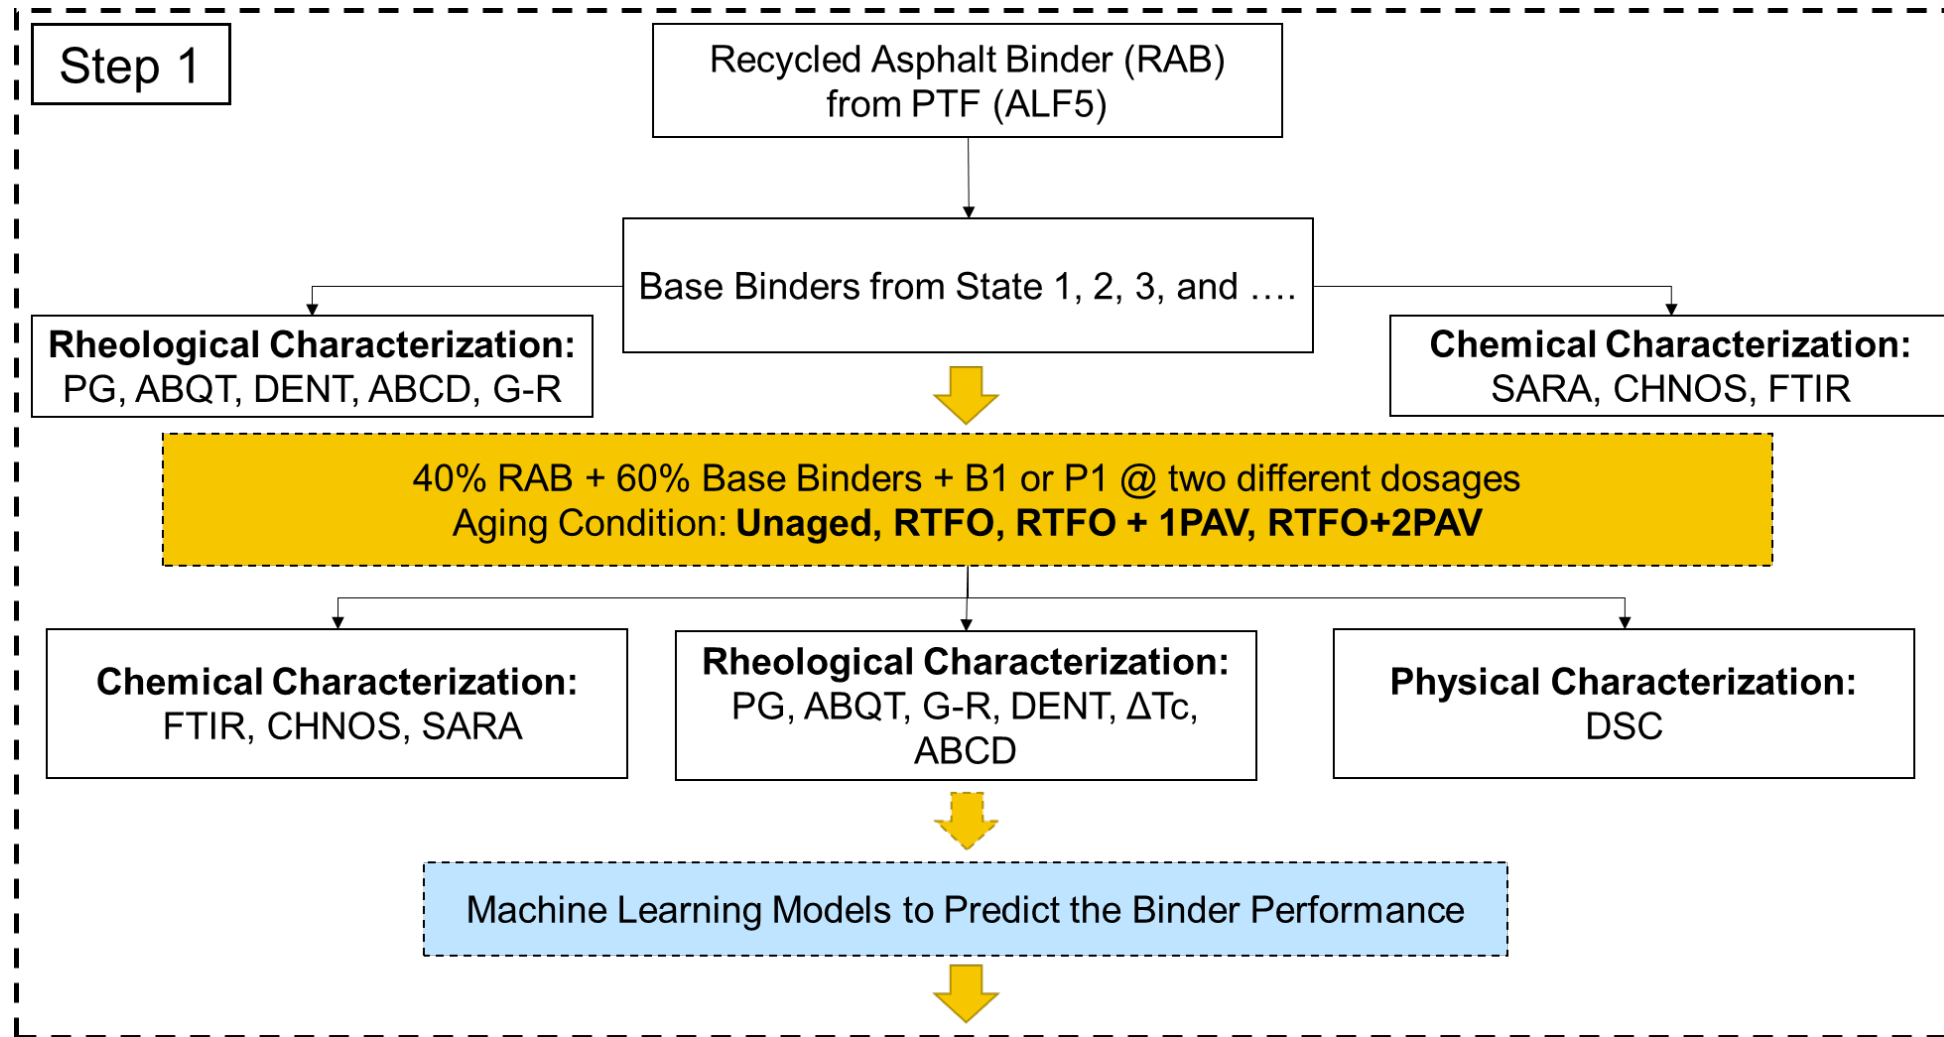 Step 1
Recycled Asphalt Binder (RAB)
from PTF (ALF5)
Base Binders from State 1, 2, 3, and ….
Rheological Characterization:
PG, ABQT, DENT, ABCD, G-R
Chemical Characterization:
SARA, CHNOS, FTIR
40% RAB + 60% Base Binders + B1 or P1 @ two different dosages
Aging Condition: Unaged, RTFO, RTFO + 1PAV, RTFO+2PAV
Chemical Characterization:
FTIR, CHNOS, SARA
Rheological Characterization:
PG, ABQT, G-R, DENT, ΔTc,
ABCD
Physical Characterization:
DSC
Machine Learning Models to Predict the Binder Performance